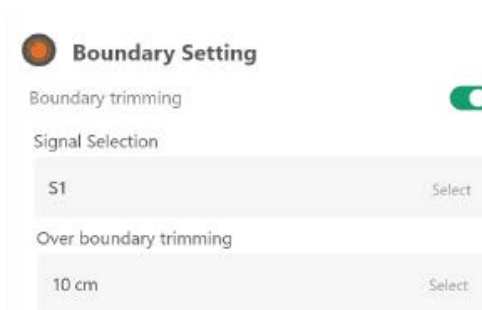 Boundary Setting
Boundary trimming
Signal Selection
S1 Select
Over boundary trimming
10 cm Select